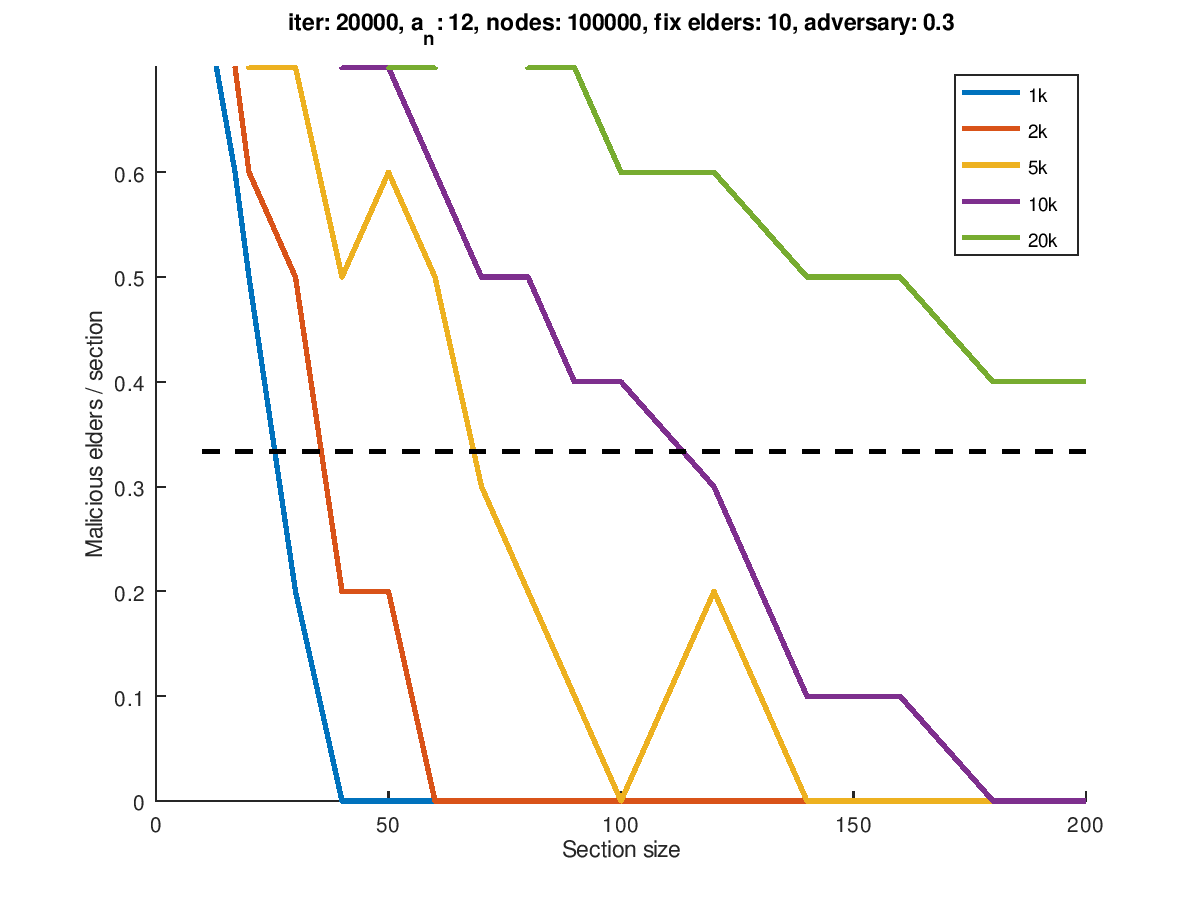 iter: 20000, aₙ: 12, nodes: 100000, fix elders: 10, adversary: 0.3
1k
2k
5k
10k
20k
0.6
0.5
0.4
0.3
0.2
0.1
0
Malicious elders / section
0
50
100
150
200
Section size